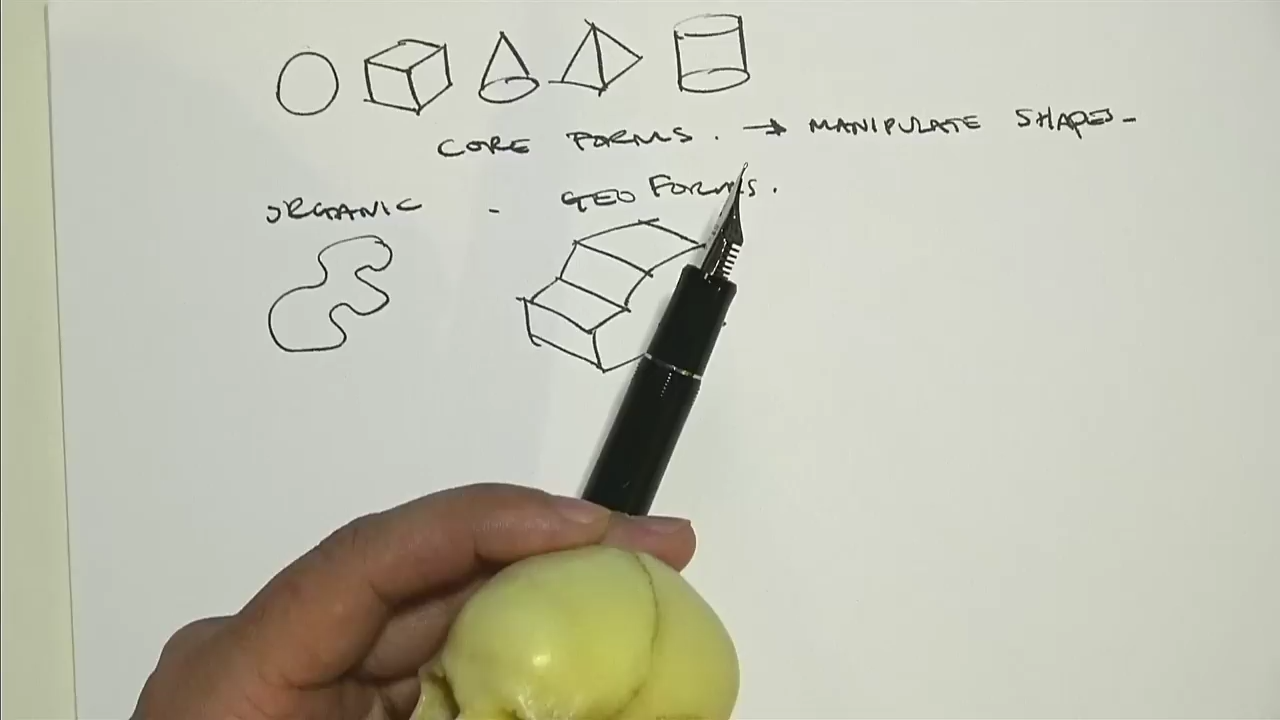 CORE FORMS. → MANIPULATE SHAPES-
ORGANIC - GEO FORMS.